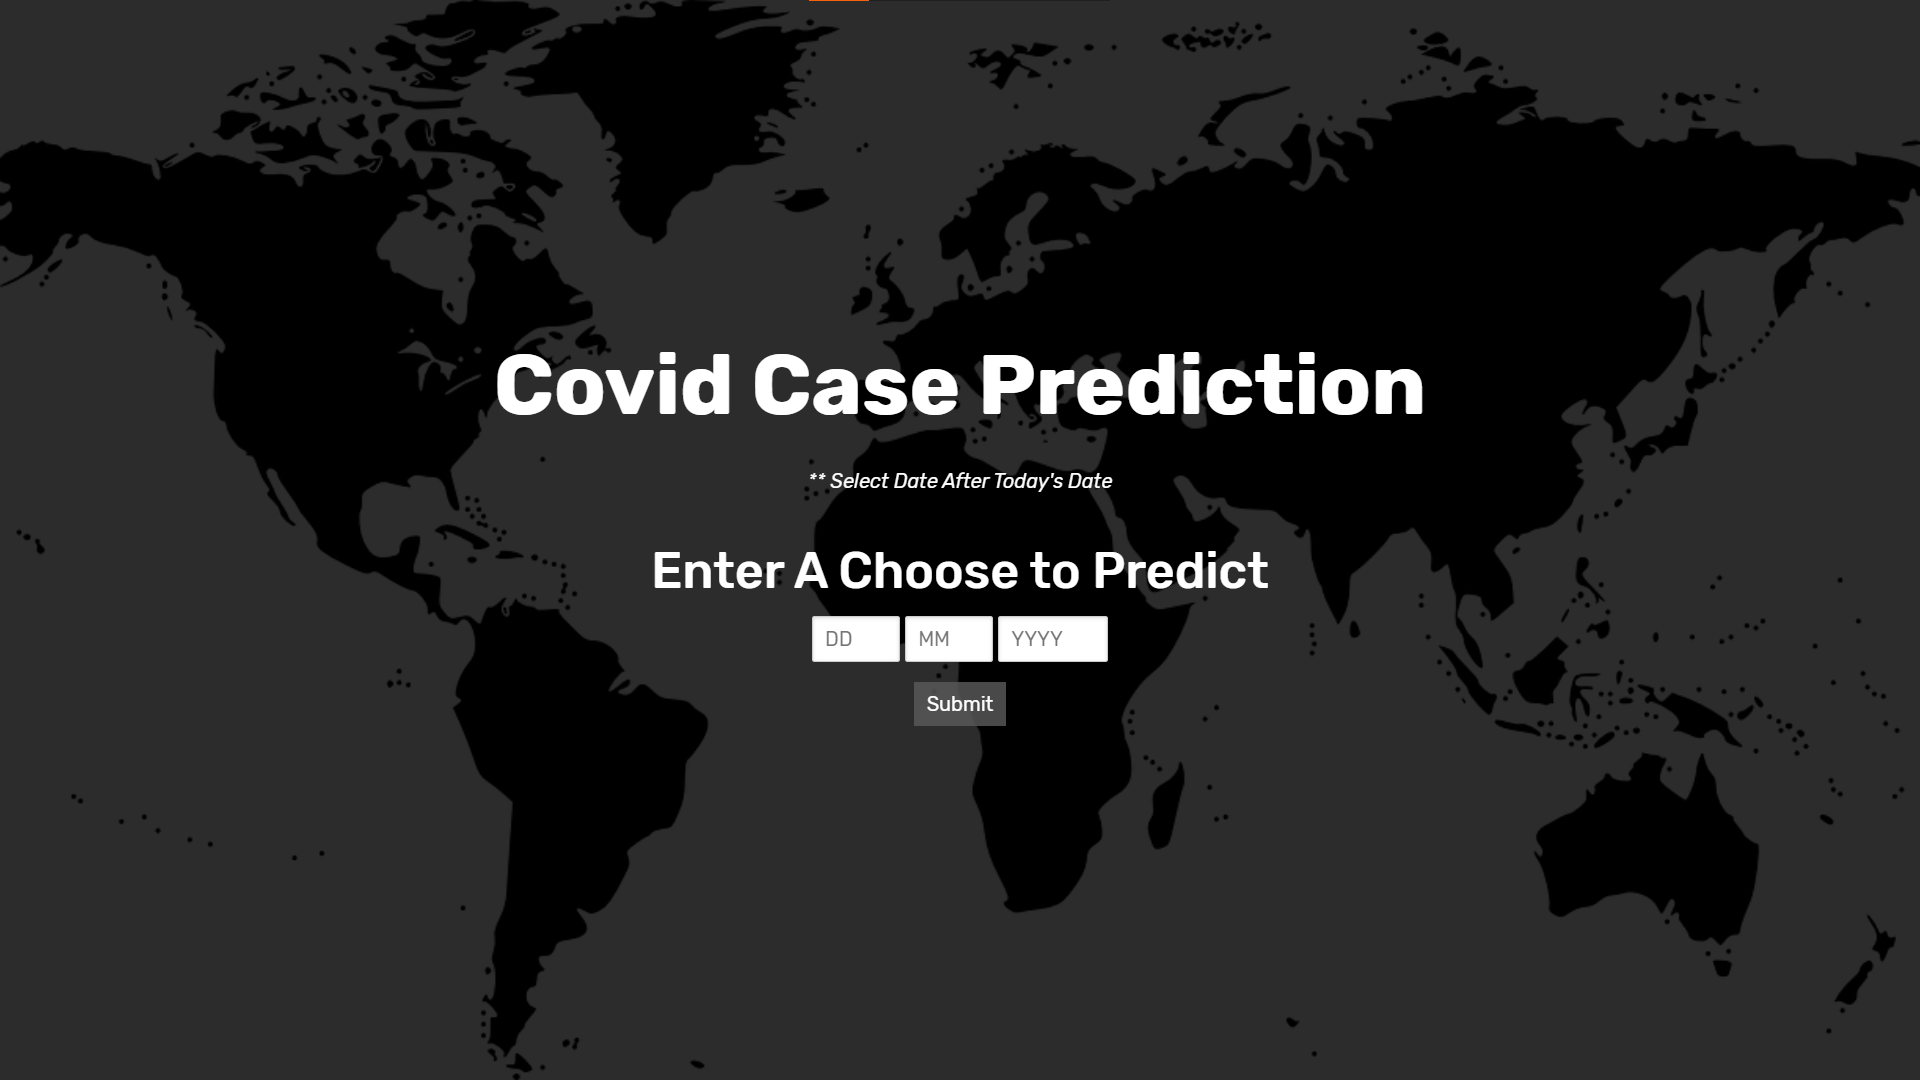 Covid Case Prediction
** Select Date After Today's Date
Enter A Choose to Predict
DD MM YYYY
Submit